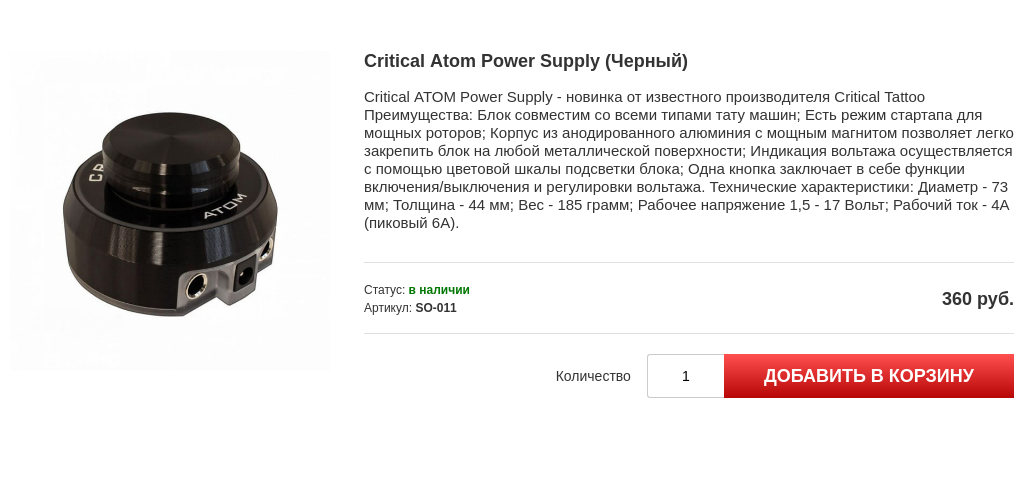 Critical Atom Power Supply (Черный)
Critical ATOM Power Supply - новинка от известного производителя Critical Tattoo
Преимущества: Блок совместим со всеми типами тату машин; Есть режим стартапа для
мощных роторов; Корпус из анодированного алюминия с мощным магнитом позволяет легко
закрепить блок на любой металлической поверхности; Индикация вольтажа осуществляется
с помощью цветовой шкалы подсветки блока; Одна кнопка заключает в себе функции
включения/выключения и регулировки вольтажа. Технические характеристики: Диаметр - 73
мм; Толщина - 44 мм; Вес - 185 грамм; Рабочее напряжение 1,5 - 17 Вольт; Рабочий ток - 4А
(пиковый 6А).
CR
ATOM
Статус: в наличии
Артикул: SO-011
360 руб.
Количество
1
ДОБАВИТЬ В КОРЗИНУ